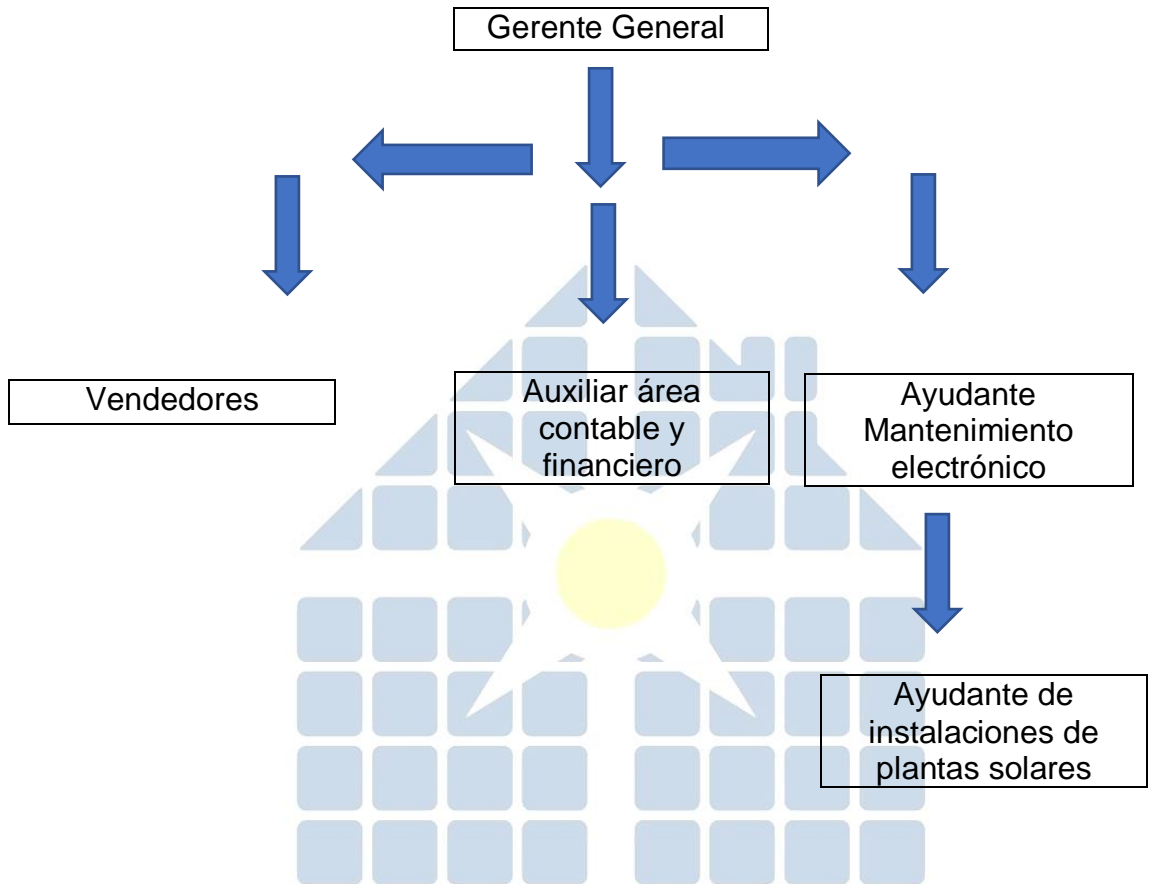 Gerente General
Vendedores
Auxiliar área
contable y
financiero
Ayudante
Mantenimiento
electrónico
Ayudante de
instalaciones de
plantas solares